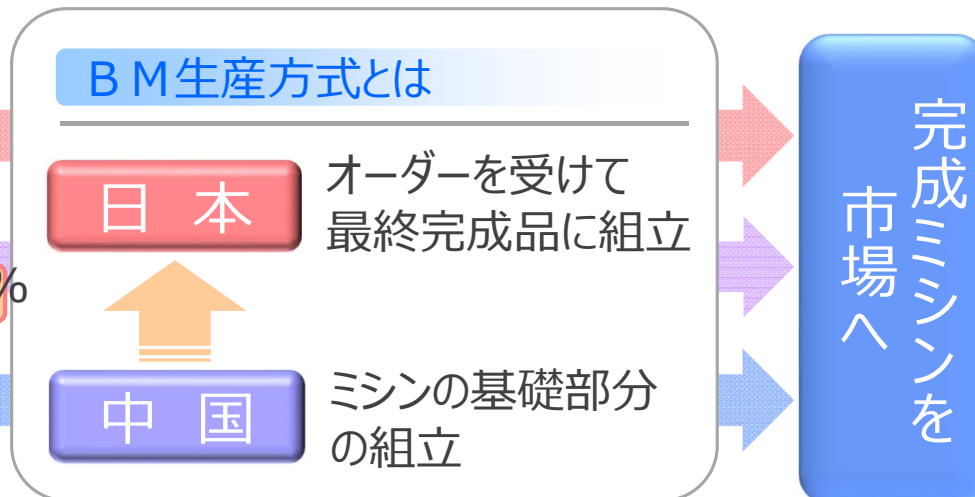 BM生産方式とは
日 本
オーダーを受けて
最終完成品に組立
%
中 国
ミシンの基礎部分
の組立
完成ミシンを
市場へ